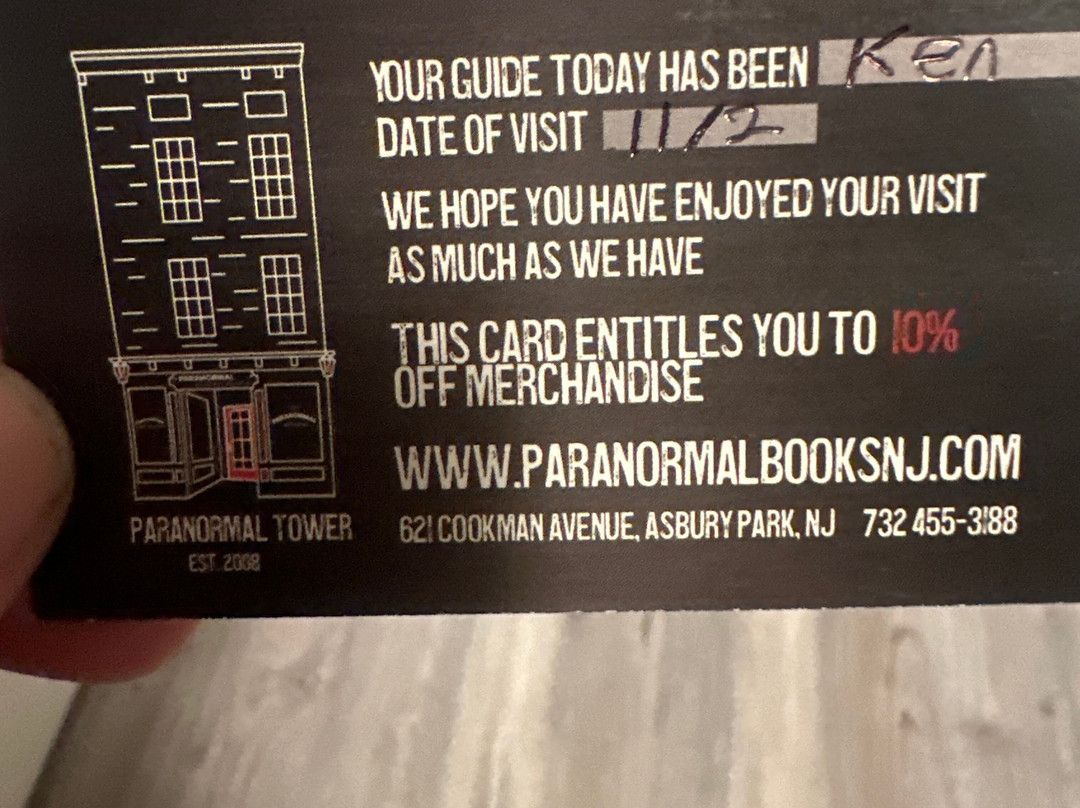 YOUR GUIDE TODAY HAS BEEN Ken
DATE OF VISIT 11/2
WE HOPE YOU HAVE ENJOYED YOUR VISIT
AS MUCH AS WE HAVE
THIS CARD ENTITLES YOU TO 10%
OFF MERCHANDISE
WWW.PARANORMALBOOKSNJ.COM
621 COOKMAN AVENUE, ASBURY PARK, NJ 732 455-3188
PARANORMAL
PARANORMAL TOWER
EST. 2008